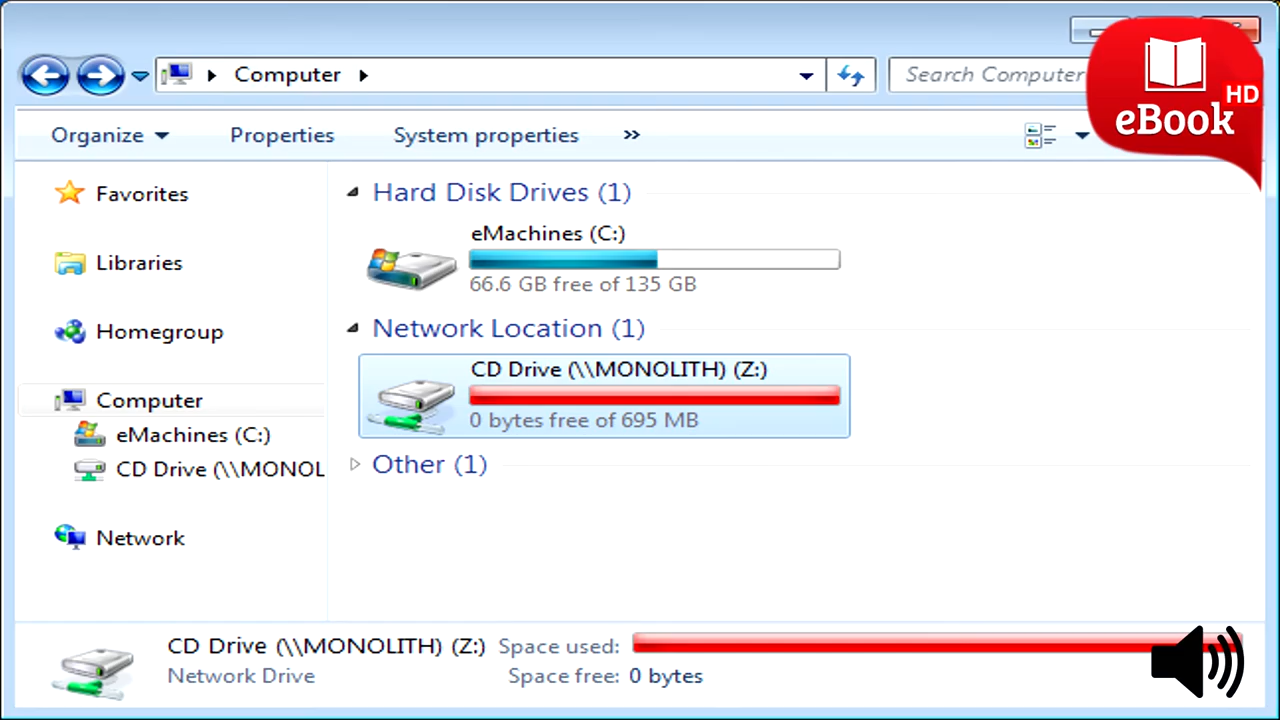 Computer
Search Computer
eBook HD
Organize
Properties
System properties
»
Favorites
Libraries
Homegroup
Computer
eMachines (C:)
CD Drive (\\MONOL
Network
Hard Disk Drives (1)
eMachines (C:)
66.6 GB free of 135 GB
Network Location (1)
CD Drive (\\MONOLITH) (Z:)
0 bytes free of 695 MB
Other (1)
CD Drive (\\MONOLITH) (Z:) Space used:
Network Drive Space free: 0 bytes